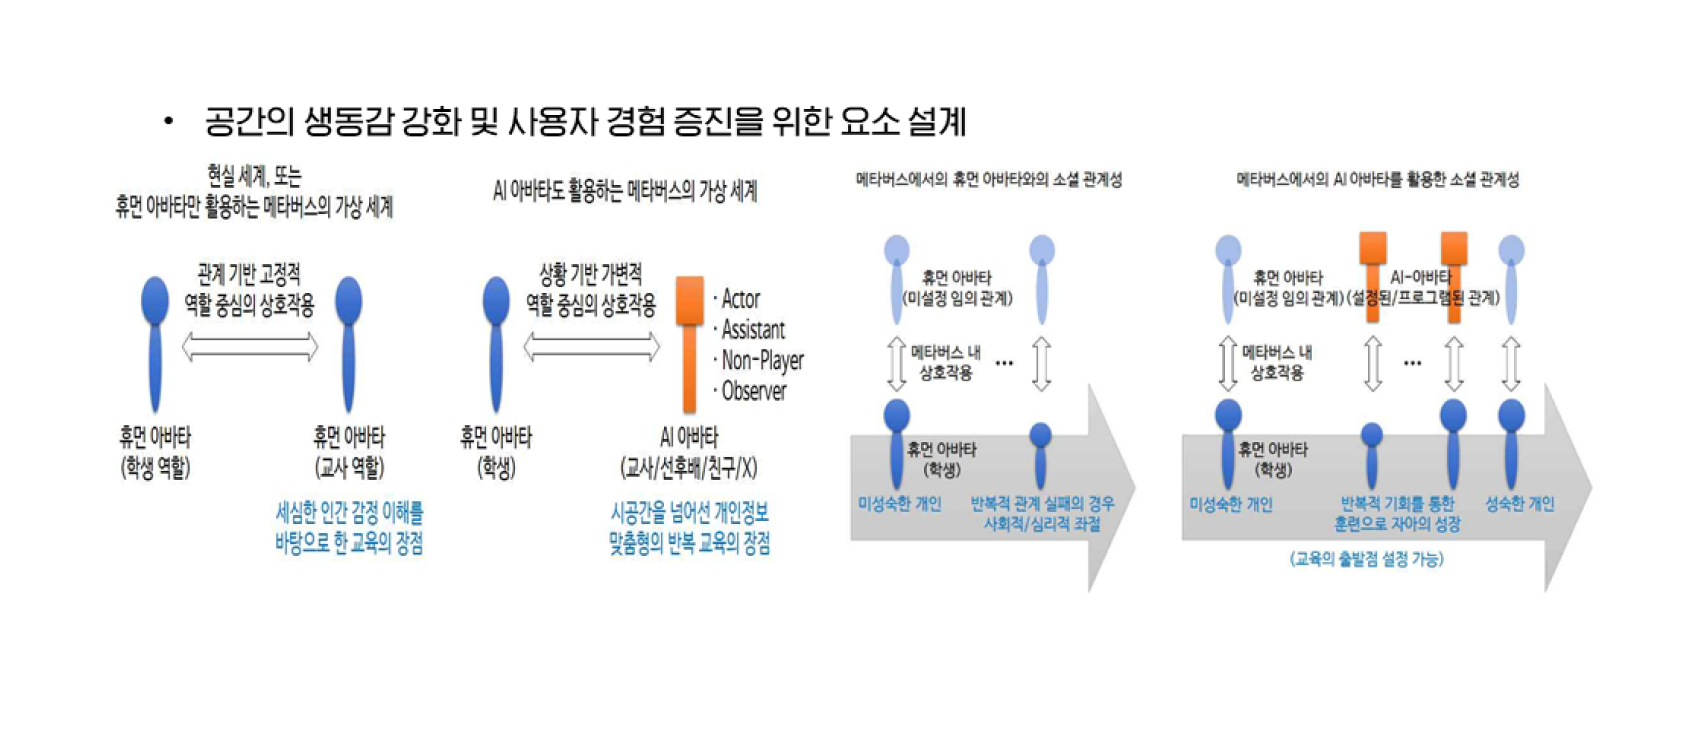 • 공간의 생동감 강화 및 사용자 경험 증진을 위한 요소 설계
현실 세계, 또는
휴먼 아바타만 활용하는 메타버스의 가상 세계
관계 기반 고정적
역할 중심의 상호작용
휴먼 아바타
(학생 역할)
휴먼 아바타
(교사 역할)
세심한 인간 감정 이해를
바탕으로 한 교육의 장점
AI 아바타도 활용하는 메타버스의 가상 세계
상황 기반 가변적
역할 중심의 상호작용
· Actor
· Assistant
· Non-Player
· Observer
휴먼 아바타
(학생)
AI 아바타
(교사/선후배/친구/X)
시공간을 넘어선 개인정보
맞춤형의 반복 교육의 장점
메타버스에서의 휴먼 아바타와의 소셜 관계성
휴먼 아바타
(미설정 임의 관계)
메타버스 내
상호작용
...
휴먼 아바타
(학생)
미성숙한 개인
반복적 관계 실패의 경우
사회적/심리적 좌절
메타버스에서의 AI 아바타를 활용한 소셜 관계성
휴먼 아바타
(미설정 임의 관계)
AI-아바타
(설정된/프로그램된 관계)
메타버스 내
상호작용
...
휴먼 아바타
(학생)
미성숙한 개인
반복적 기회를 통한
훈련으로 자아의 성장
성숙한 개인
(교육의 출발점 설정 가능)